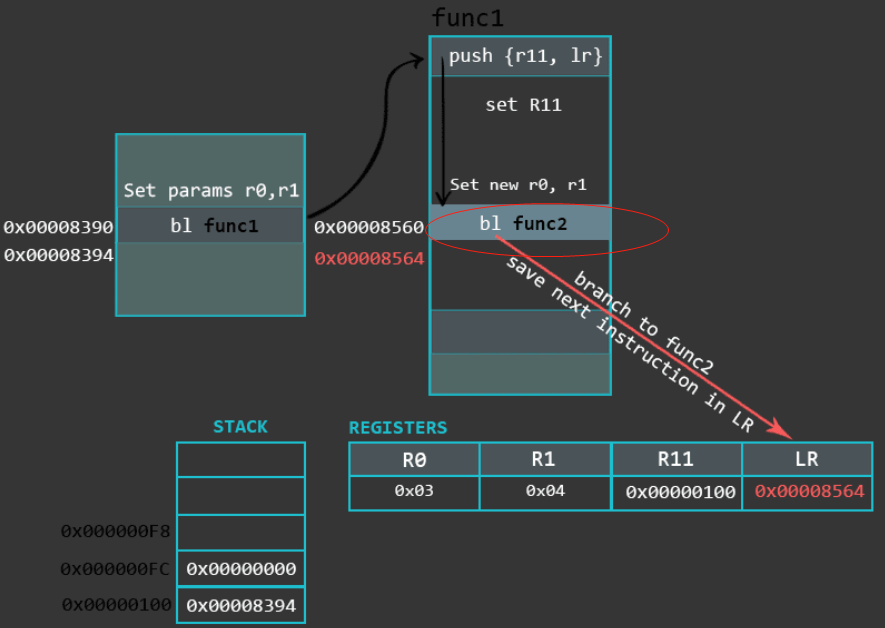 func1
push {r11, lr}
set R11
Set new r0, r1
Set params r0,r1
0x00008390 bl func1
0x00008394
0x00008560 bl func2
0x00008564
branch to func2
save next instruction in LR
STACK
0x000000F8
0x000000FC 0x00000000
0x00000100 0x00008394
REGISTERS
R0 R1 R11 LR
0x03 0x04 0x00000100 0x00008564